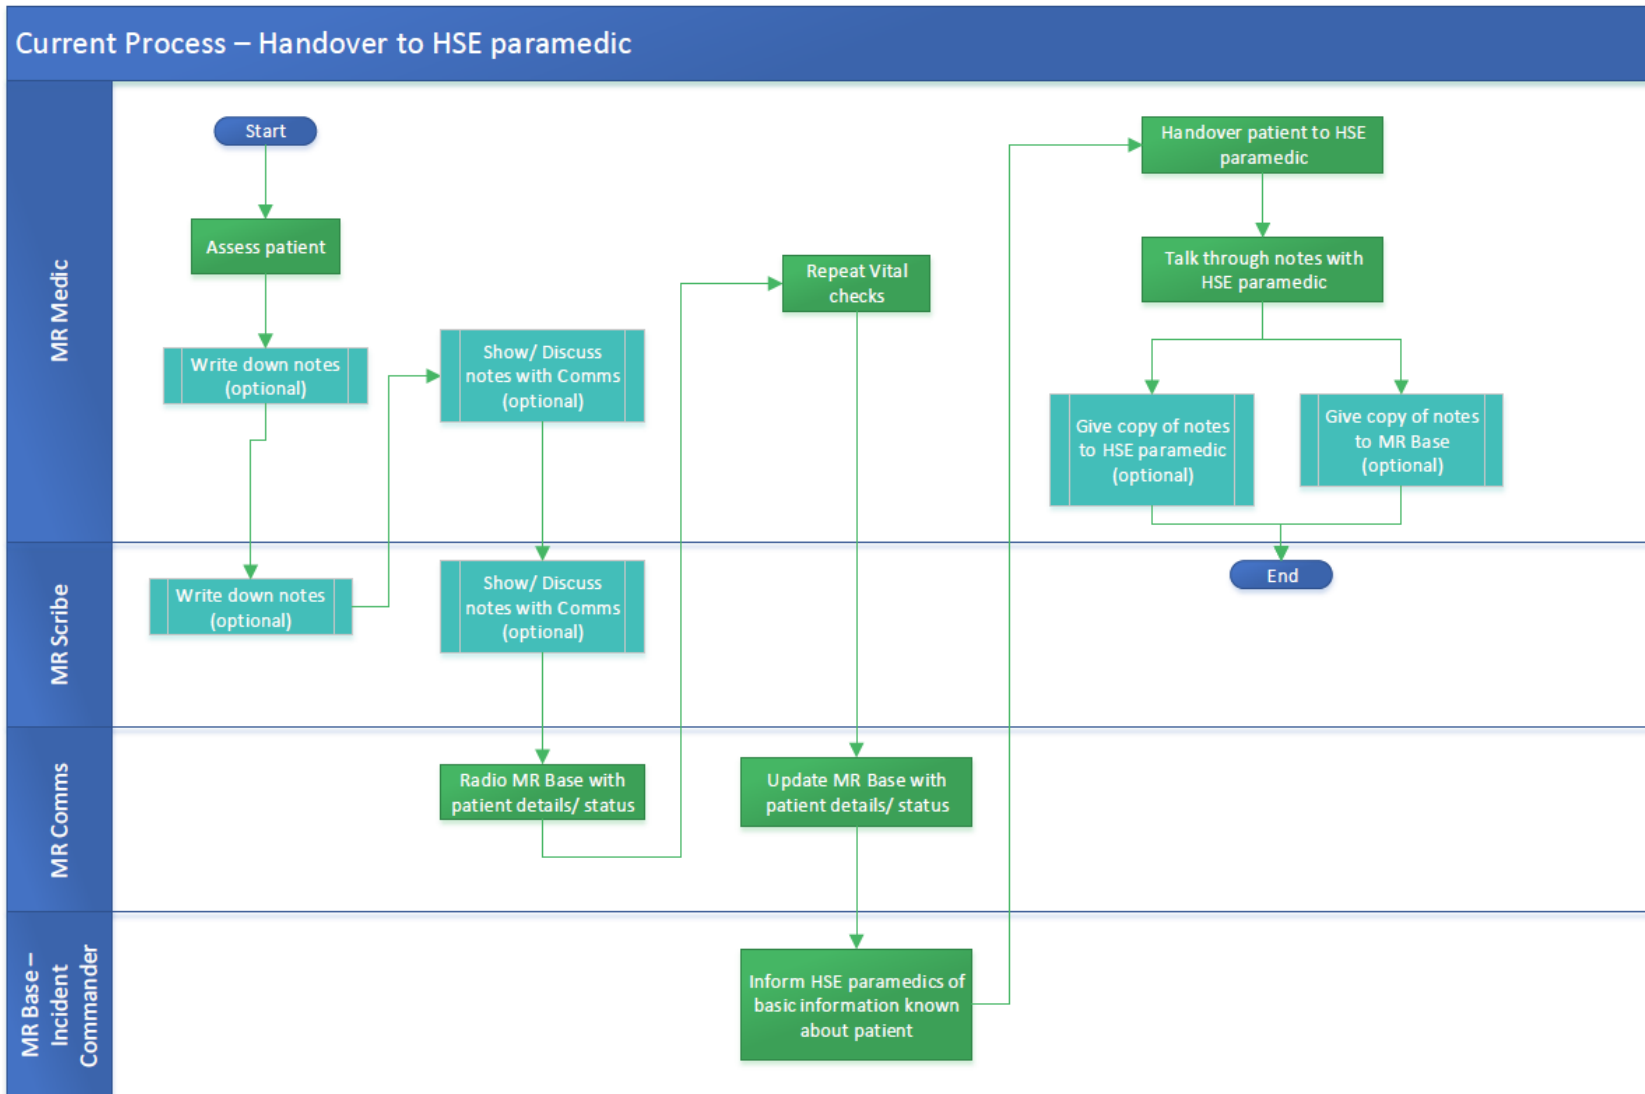 Current Process – Handover to HSE paramedic
MR Medic
Start
Assess patient
Write down notes
(optional)
Show/ Discuss
notes with Comms
(optional)
Repeat Vital
checks
Handover patient to HSE
paramedic
Talk through notes with
HSE paramedic
Give copy of notes
to HSE paramedic
(optional)
Give copy of notes
to MR Base
(optional)
MR Scribe
Write down notes
(optional)
Show/ Discuss
notes with Comms
(optional)
End
MR Comms
Radio MR Base with
patient details/ status
Update MR Base with
patient details/ status
MR Base –
Incident
Commander
Inform HSE paramedics of
basic information known
about patient